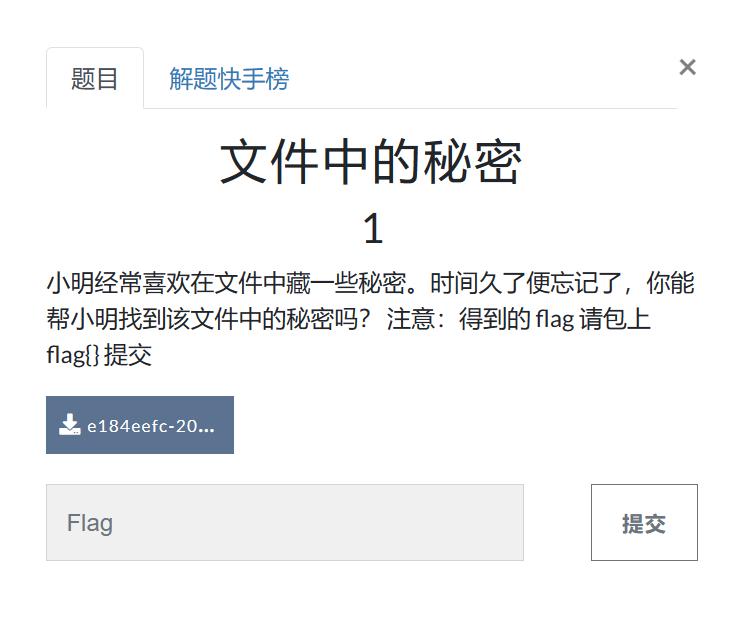 题目
解题快手榜
×
文件中的秘密
1
小明经常喜欢在文件中藏一些秘密。时间久了便忘记了，你能
帮小明找到该文件中的秘密吗？ 注意：得到的 flag 请包上
flag{} 提交
e184eefc-20...
Flag
提交